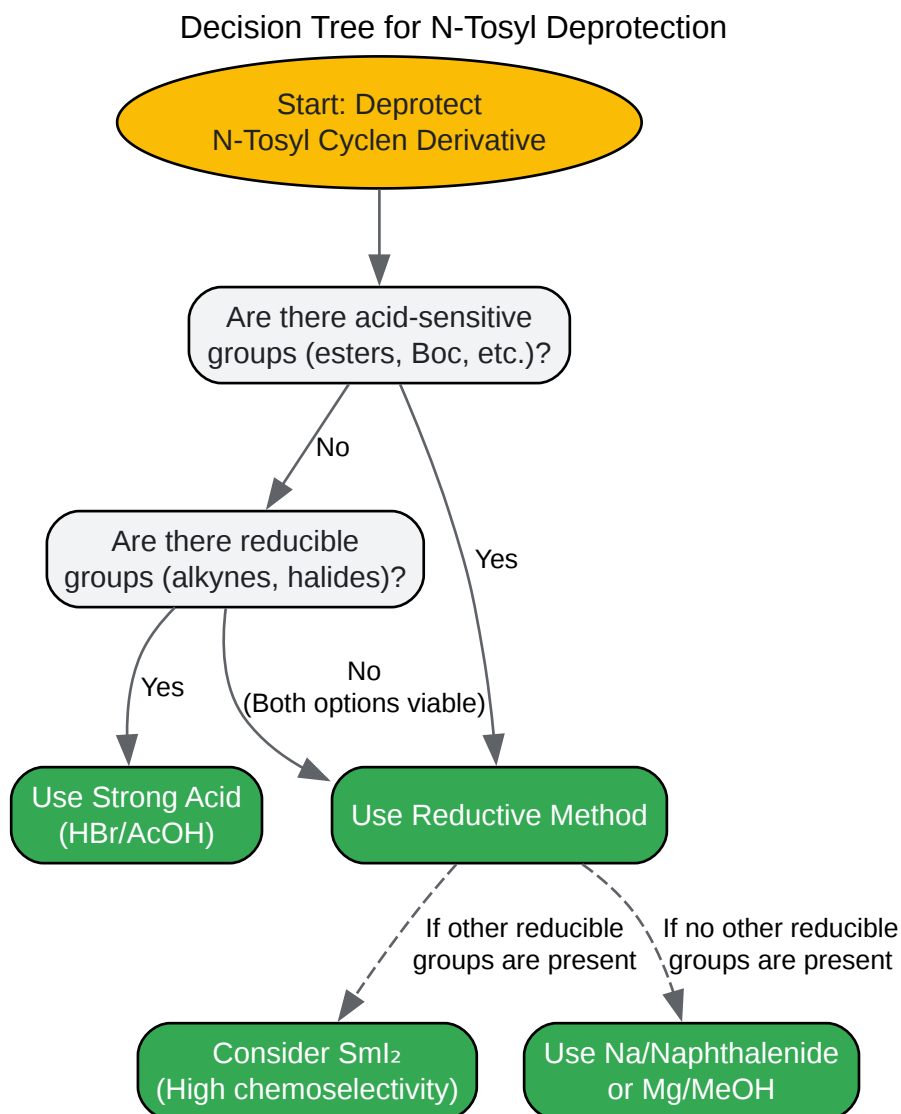 Decision Tree for N-Tosyl Deprotection
Start: Deprotect
N-Tosyl Cyclen Derivative
Are there acid-sensitive
groups (esters, Boc, etc.)?
No
Are there reducible
groups (alkynes, halides)?
Yes
Yes
No
(Both options viable)
Use Strong Acid
(HBr/AcOH)
Use Reductive Method
If other reducible
groups are present
If no other reducible
groups are present
Consider SmI₂
(High chemoselectivity)
Use Na/Naphthalenide
or Mg/MeOH